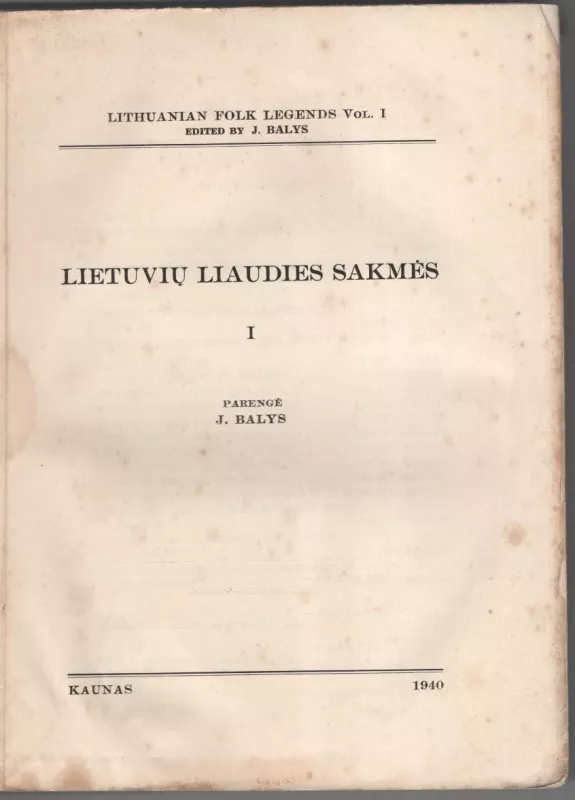 LITHUANIAN FOLK LEGENDS VOL. I
EDITED BY J. BALYS
LIETUVIŲ LIAUDIES SAKMĖS
I
PARENGĖ
J. BALYS
KAUNAS 1940